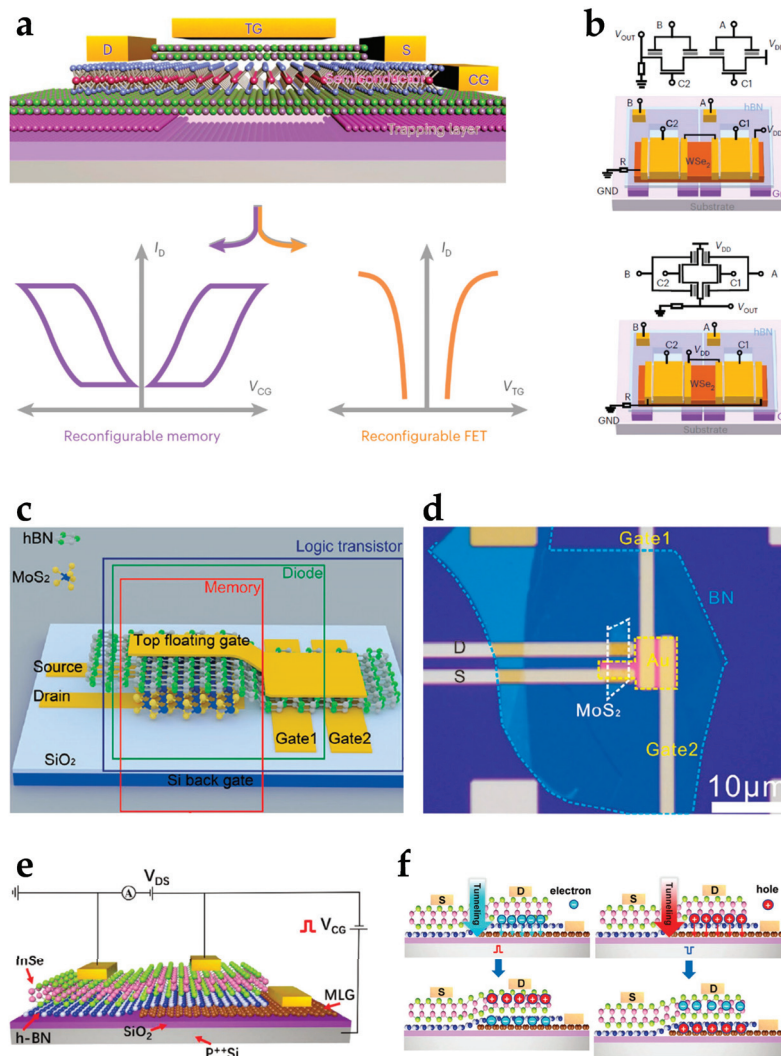 a
TG
D
S
CG
Semiconductor
Trapping layer
I_D
I_D
V_CG
V_TG
Reconfigurable memory
Reconfigurable FET
b
B
A
V_OUT
V_DD
C2
C1
B
A
hBN
C2
C1
V_DD
R
WSe₂
GND
Substrate
V_DD
B
C2
C1
A
V_OUT
B
A
hBN
C2
V_DD
C1
R
WSe₂
GND
Substrate
c
hBN
MoS₂
Logic transistor
Diode
Memory
Top floating gate
Source
Drain
Gate1
Gate2
SiO₂
Si back gate
d
Gate1
BN
D
Au
S
MoS₂
Gate2
10μm
e
V_DS
A
V_CG
InSe
MLG
SiO₂
h-BN
P⁺⁺Si
f
Tunneling
D
electron
S
Tunneling
D
hole
S
S
D
S
D